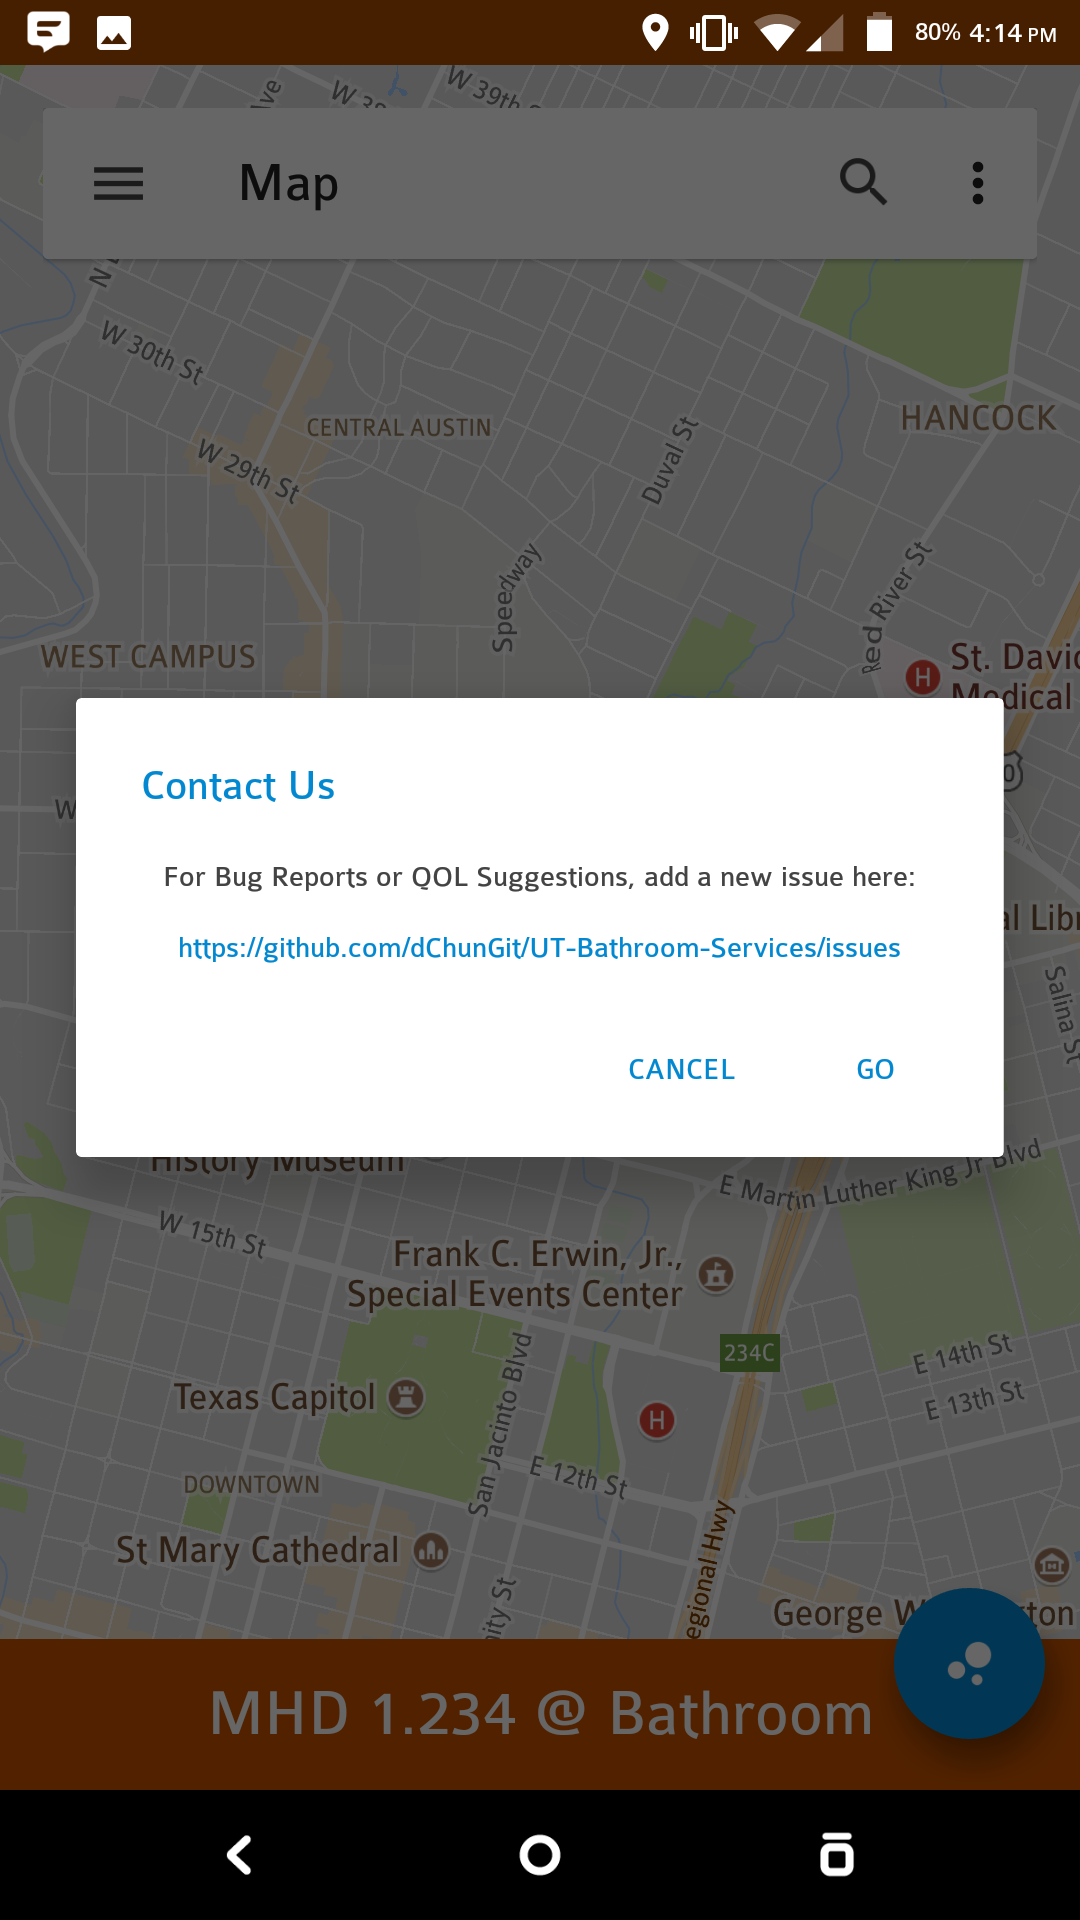 80% 4:14 PM
W 39th
Map
W 30th St
CENTRAL AUSTIN
HANCOCK
W 29th St
Duval St
Speedway
Red River St
WEST CAMPUS
St. David
Medical
Contact Us
For Bug Reports or QOL Suggestions, add a new issue here:
https://github.com/dChunGit/UT-Bathroom-Services/issues
Salina St
CANCEL GO
History Museum
E Martin Luther King Jr Blvd
W 15th St
Frank C. Erwin, Jr.,
Special Events Center
234C
E 14th St
Texas Capitol
E 13th St
San Jacinto Blvd
H
E 12th St
DOWNTOWN
St Mary Cathedral
egional Hwy
George W
ton
MHD 1.234 @ Bathroom